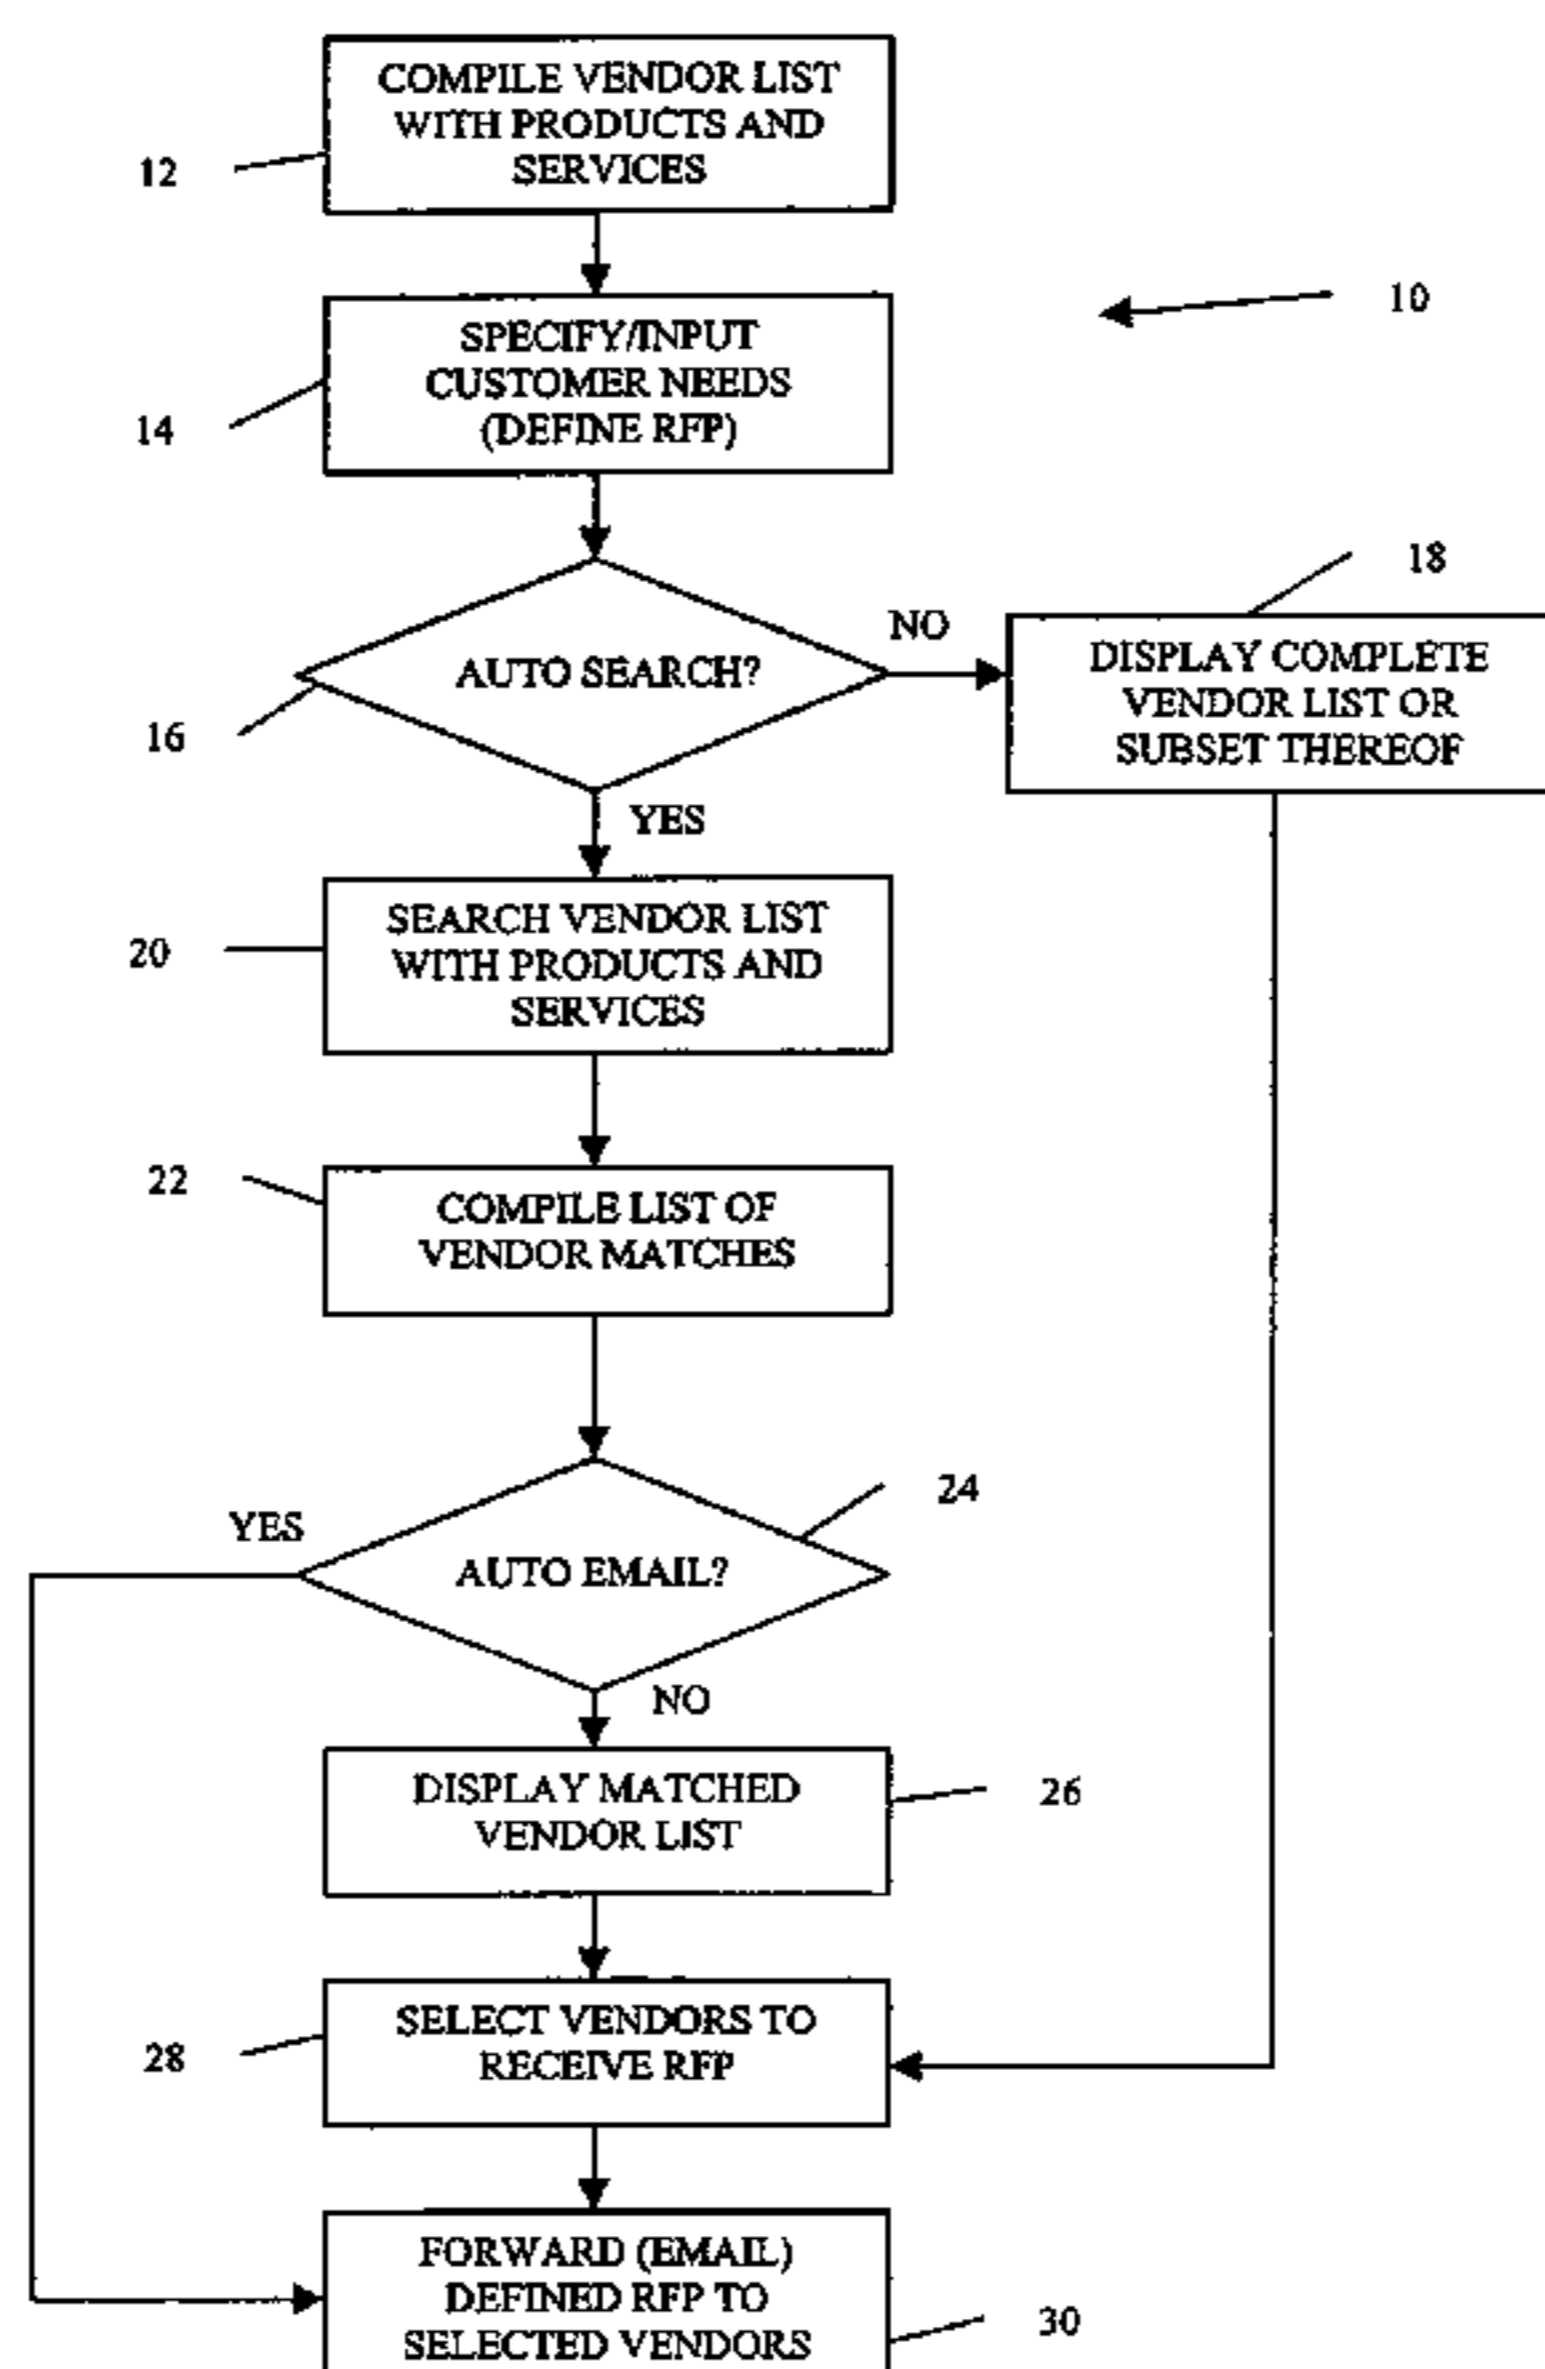 COMPILE VENDOR LIST
WITH PRODUCTS AND
SERVICES
12
10
SPECIFY/INPUT
CUSTOMER NEEDS
(DEFINE RFP)
14
18
NO
DISPLAY COMPLETE
VENDOR LIST OR
SUBSET THEREOF
AUTO SEARCH?
16
YES
SEARCH VENDOR LIST
WITH PRODUCTS AND
SERVICES
20
22
COMPILE LIST OF
VENDOR MATCHES
24
YES
AUTO EMAIL?
NO
DISPLAY MATCHED
VENDOR LIST
26
SELECT VENDORS TO
RECEIVE RFP
28
FORWARD (EMAIL)
DEFINED RFP TO
SELECTED VENDORS
30